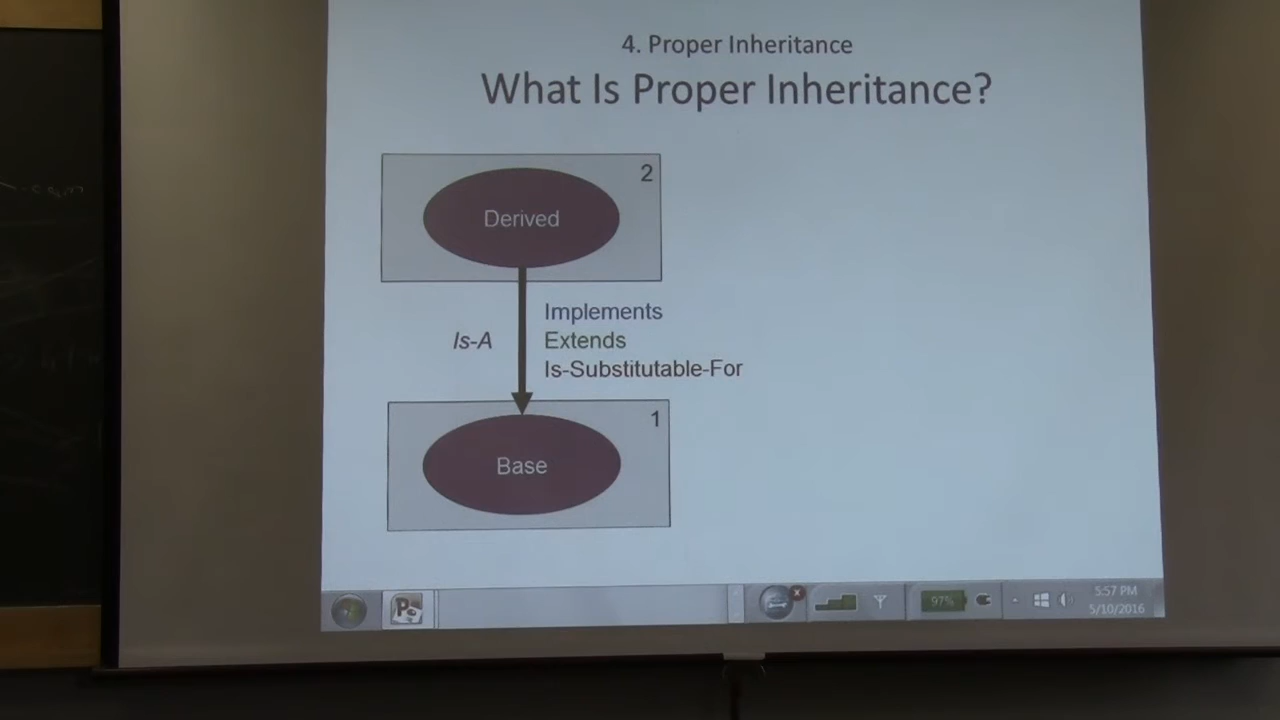 4. Proper Inheritance
What Is Proper Inheritance?
2
Derived
Implements
Is-A
Extends
Is-Substitutable-For
1
Base
97%
5:57 PM
5/10/2016